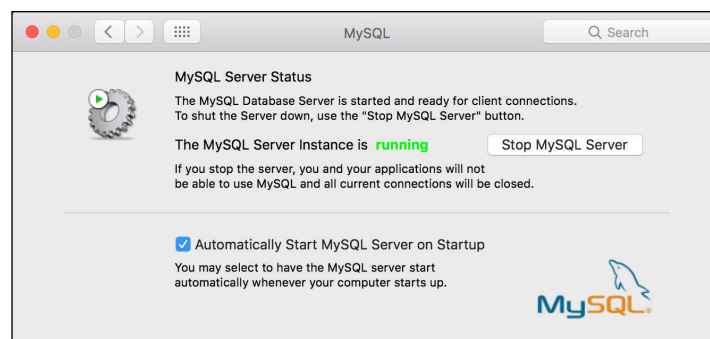 MySQL
Search
MySQL Server Status
The MySQL Database Server is started and ready for client connections.
To shut the Server down, use the "Stop MySQL Server" button.
The MySQL Server Instance is running
Stop MySQL Server
If you stop the server, you and your applications will not
be able to use MySQL and all current connections will be closed.
Automatically Start MySQL Server on Startup
You may select to have the MySQL server start
automatically whenever your computer starts up.
MySQL